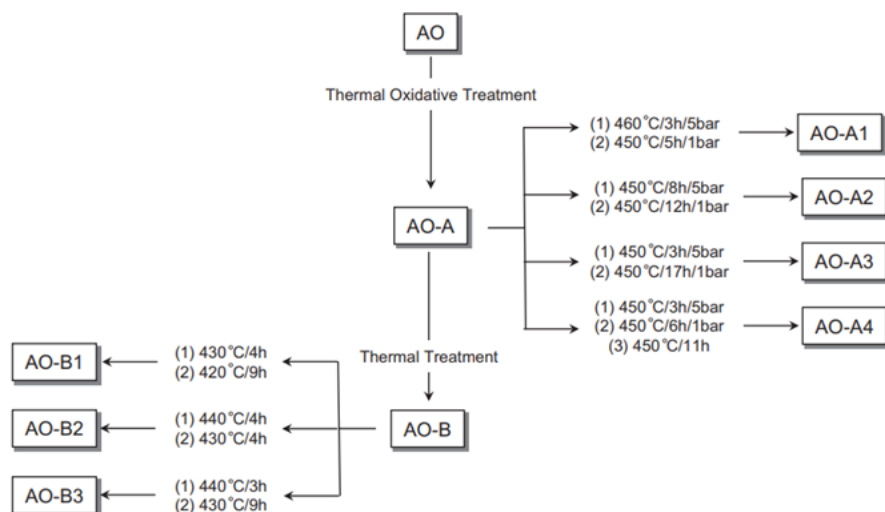 AO
Thermal Oxidative Treatment
(1) 460°C/3h/5bar
(2) 450°C/5h/1bar
AO-A1
(1) 450°C/8h/5bar
(2) 450°C/12h/1bar
AO-A2
AO-A
(1) 450°C/3h/5bar
(2) 450°C/17h/1bar
AO-A3
(1) 450°C/3h/5bar
(2) 450°C/6h/1bar
(3) 450°C/11h
AO-A4
Thermal Treatment
AO-B1
(1) 430°C/4h
(2) 420°C/9h
AO-B2
(1) 440°C/4h
(2) 430°C/4h
AO-B
AO-B3
(1) 440°C/3h
(2) 430°C/9h